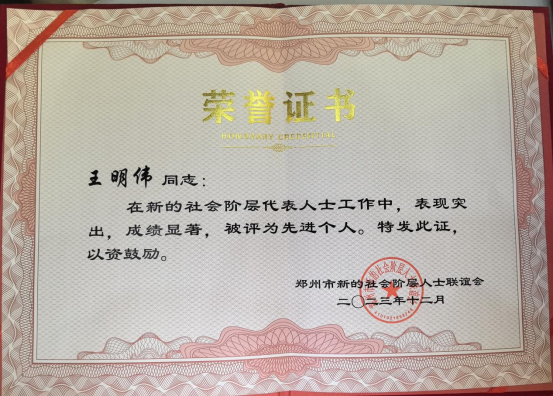 荣誉证书
HONORARY CREDENTIAL
王明伟 同志：
在新的社会阶层代表人士工作中，表现突
出，成绩显著，被评为先进个人。特发此证，
以资鼓励。
郑州市新的社会阶层人士联谊会
二〇二三年十二月